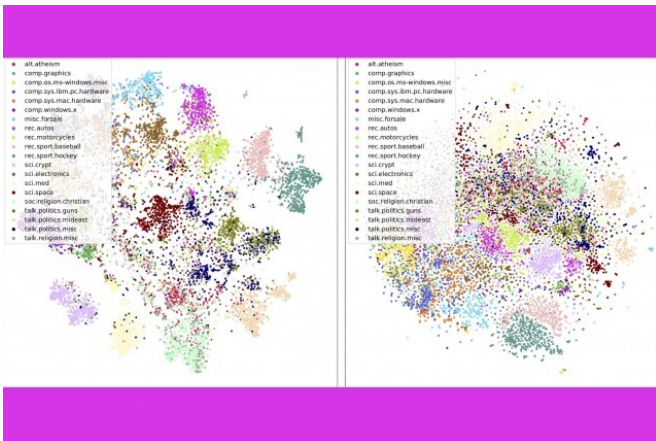 alt.atheism
comp.graphics
comp.os.ms-windows.misc
comp.sys.ibm.pc.hardware
comp.sys.mac.hardware
comp.windows.x
misc.forsale
rec.autos
rec.motorcycles
rec.sport.baseball
rec.sport.hockey
sci.crypt
sci.electronics
sci.med
sci.space
soc.religion.christian
talk.politics.guns
talk.politics.mideast
talk.politics.misc
talk.religion.misc
alt.atheism
comp.graphics
comp.os.ms-windows.misc
comp.sys.ibm.pc.hardware
comp.sys.mac.hardware
comp.windows.x
misc.forsale
rec.autos
rec.motorcycles
rec.sport.baseball
rec.sport.hockey
sci.crypt
sci.electronics
sci.med
sci.space
soc.religion.christian
talk.politics.guns
talk.politics.mideast
talk.politics.misc
talk.religion.misc